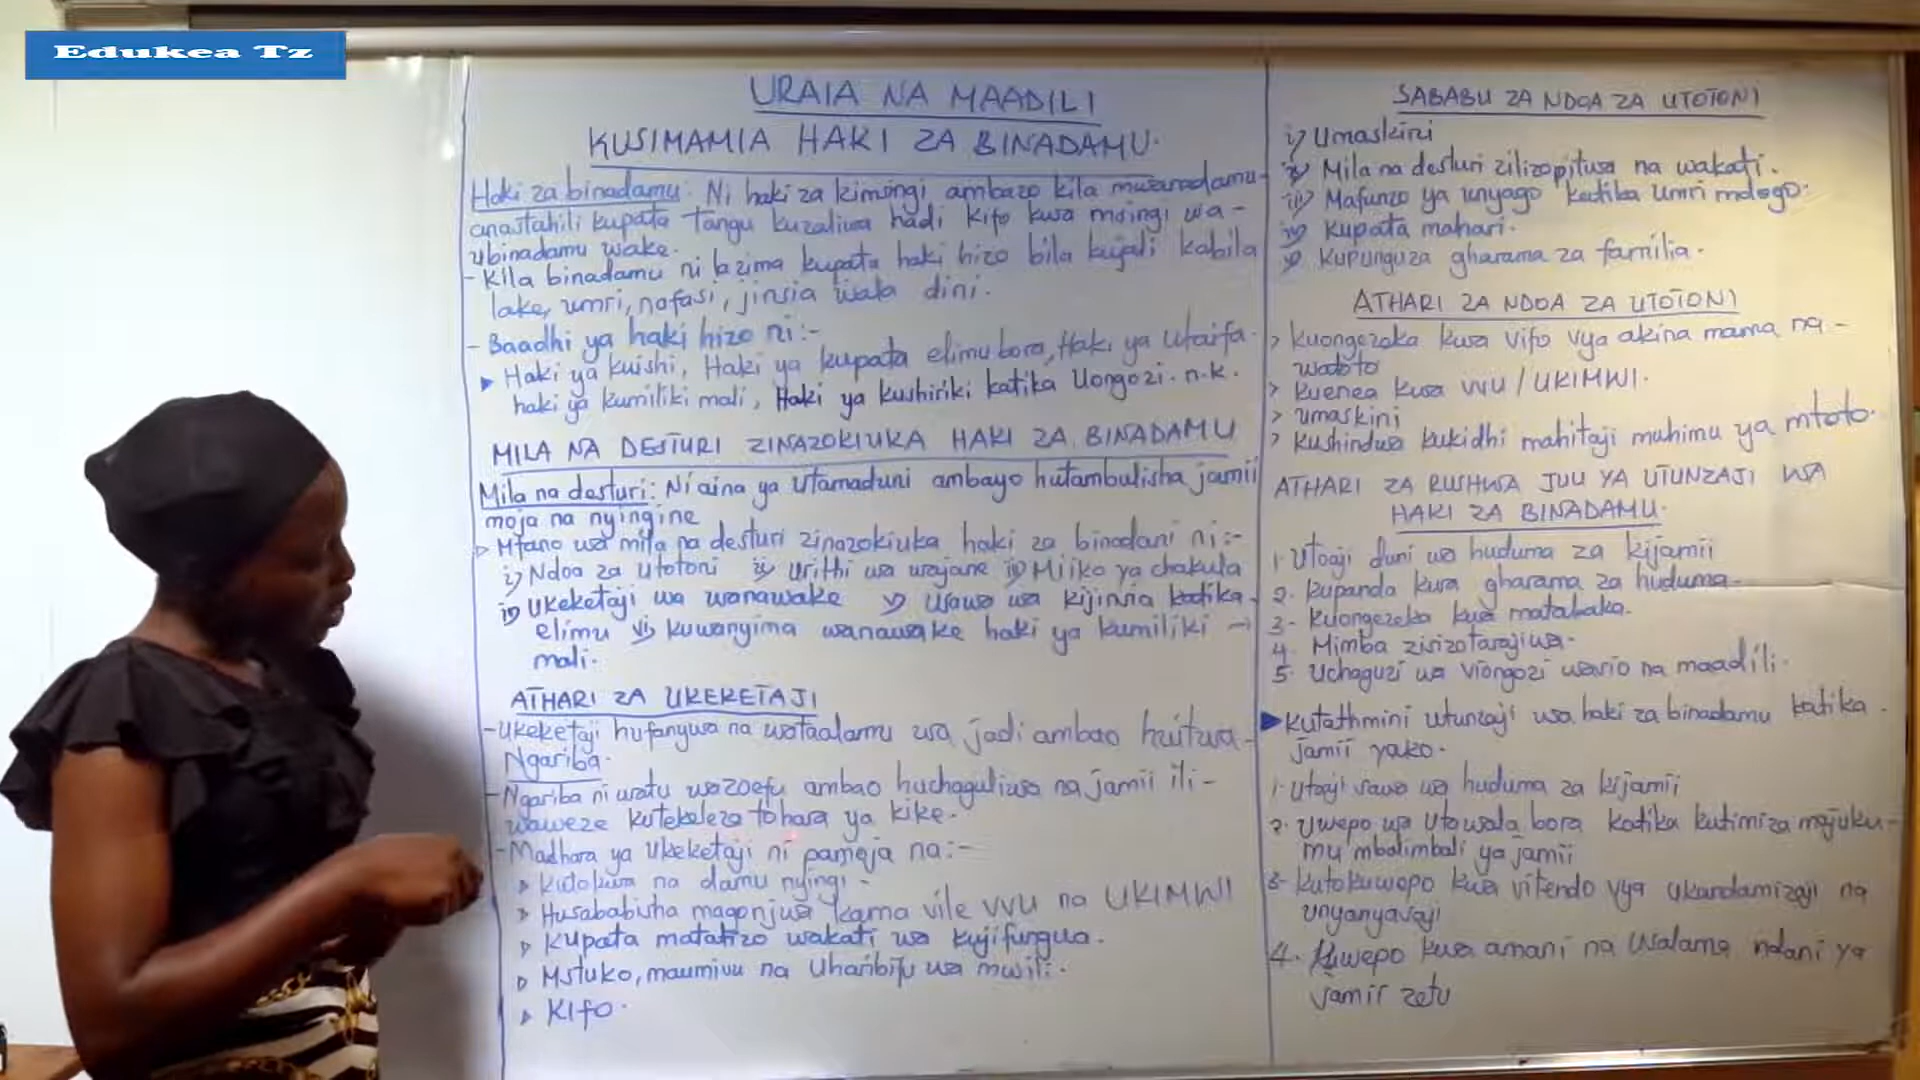 Edukea Tz
URAIA NA MAADILI
KUSIMAMIA HAKI ZA BINADAMU.
Haki za binadamu: Ni haki za kimsingi ambazo kila mwanadamu-
anastahili kupata tangu kuzaliwa hadi kifo kwa msingi wa-
ubinadamu wake.
- Kila binadamu ni lazima kupata haki hizo bila kujali kabila
lake, umri, nafasi, jinsia wala dini.
- Baadhi ya haki hizo ni:-
▸ Haki ya kuishi, Haki ya kupata elimu bora, Haki ya Utaifa-
haki ya kumiliki mali, Haki ya kushiriki katika Uongozi. n.k.
MILA NA DESTURI ZINAZOKIUKA HAKI ZA BINADAMU
Mila na desturi: Ni aina ya utamaduni ambayo hutambulisha jamii
moja na nyingine
▹ Mfano wa mila na desturi zinazokiuka haki za binadani ni:-
i) Ndoa za utotoni ii) Urithi wa wajane iii) Miiko ya chakula
iv) Ukeketaji wa wanawake v) Usawa wa kijinsia katika-
elimu vi) kuwanyima wanawake haki ya kumiliki →
mali.
ATHARI ZA UKEKETAJI
- Ukeketaji hufanywa na wataalamu wa jadi ambao huitwa-
Ngariba.
- Ngariba ni watu wazoefu ambao huchaguliwa na jamii ili-
waweze kutekeleza tohara ya kike.
- Madhara ya Ukeketaji ni pamoja na:-
▹ Kutokwa na damu nyingi.
▹ Husababisha magonjwa kama vile VVU na UKIMWI
▹ Kupata matatizo wakati wa kujifungua.
▹ Mstuko, maumivu na Uharibifu wa mwili.
▹ Kifo.
SABABU ZA NDOA ZA UTOTONI
i) Umaskini
ii) Mila na desturi zilizopitwa na wakati.
iii) Mafunzo ya unyago katika umri mdogo.
iv) Kupata mahari.
v) Kupunguza gharama za familia.
ATHARI ZA NDOA ZA UTOTONI
> Kuongezeka kwa vifo vya akina mama na -
watoto
> Kuenea kwa VVU / UKIMWI.
> Umaskini
> Kushindwa kukidhi mahitaji muhimu ya mtoto.
ATHARI ZA RUSHWA JUU YA UTUNZAJI WA
HAKI ZA BINADAMU.
1. Utoaji duni wa huduma za kijamii
2. Kupanda kwa gharama za huduma-
3. Kuongezeka kwa matabaka.
4. Mimba zisizotarajiwa.
5. Uchaguzi wa viongozi wasio na maadili.
▶ Kutathmini utunzaji wa haki za binadamu katika -
jamii yako.
1. Utoaji sawa wa huduma za kijamii
2. Uwepo wa Utawala bora katika kutimiza majuku-
mu mbalimbali ya jamii
3. Kutokuwepo kwa vitendo vya ukandamizaji na
Unyanyasaji
4. Kuwepo kwa amani na Usalama ndani ya
jamii zetu